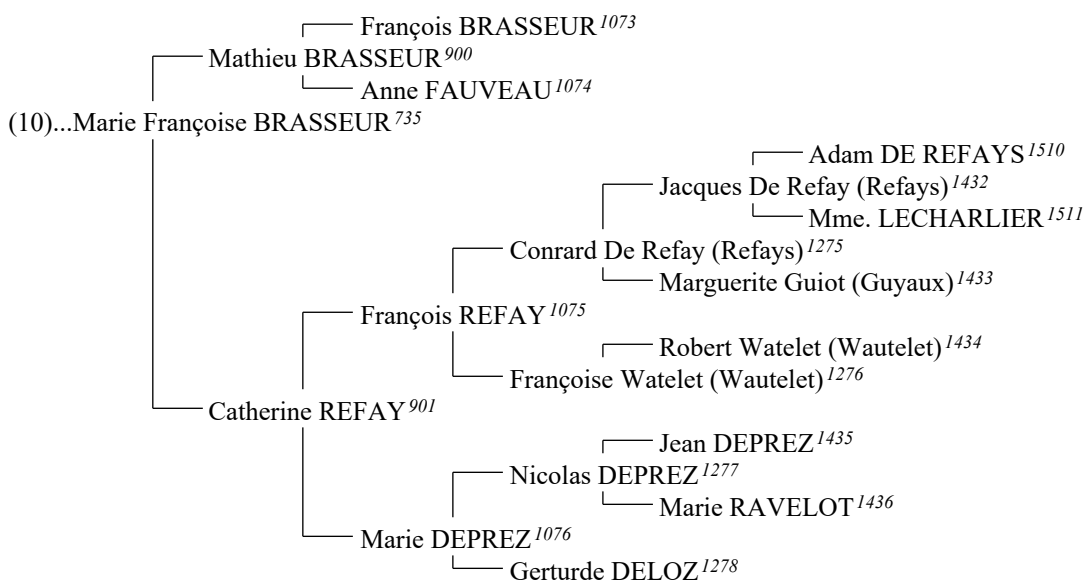 François BRASSEUR1073
Mathieu BRASSEUR900
Anne FAUVEAU1074
(10)...Marie Françoise BRASSEUR735
Adam DE REFAYS1510
Jacques De Refay (Refays)1432
Mme. LECHARLIER1511
Conrard De Refay (Refays)1275
Marguerite Guiot (Guyaux)1433
François REFAY1075
Robert Watelet (Wautelet)1434
Françoise Watelet (Wautelet)1276
Catherine REFAY901
Jean DEPREZ1435
Nicolas DEPREZ1277
Marie RAVELOT1436
Marie DEPREZ1076
Gerturde DELOZ1278